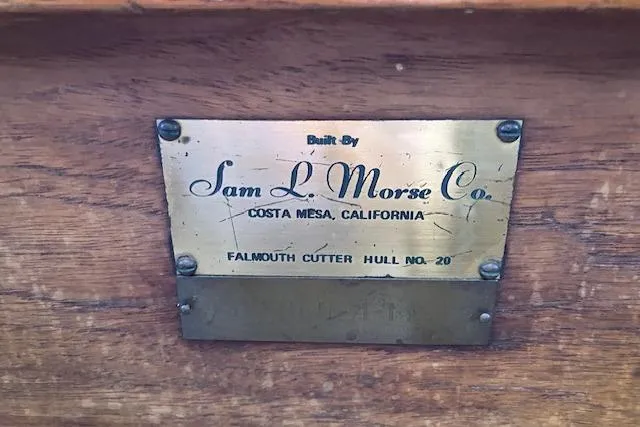 Built By
Sam L. Morse Co.
COSTA MESA, CALIFORNIA
FALMOUTH CUTTER HULL NO. 20